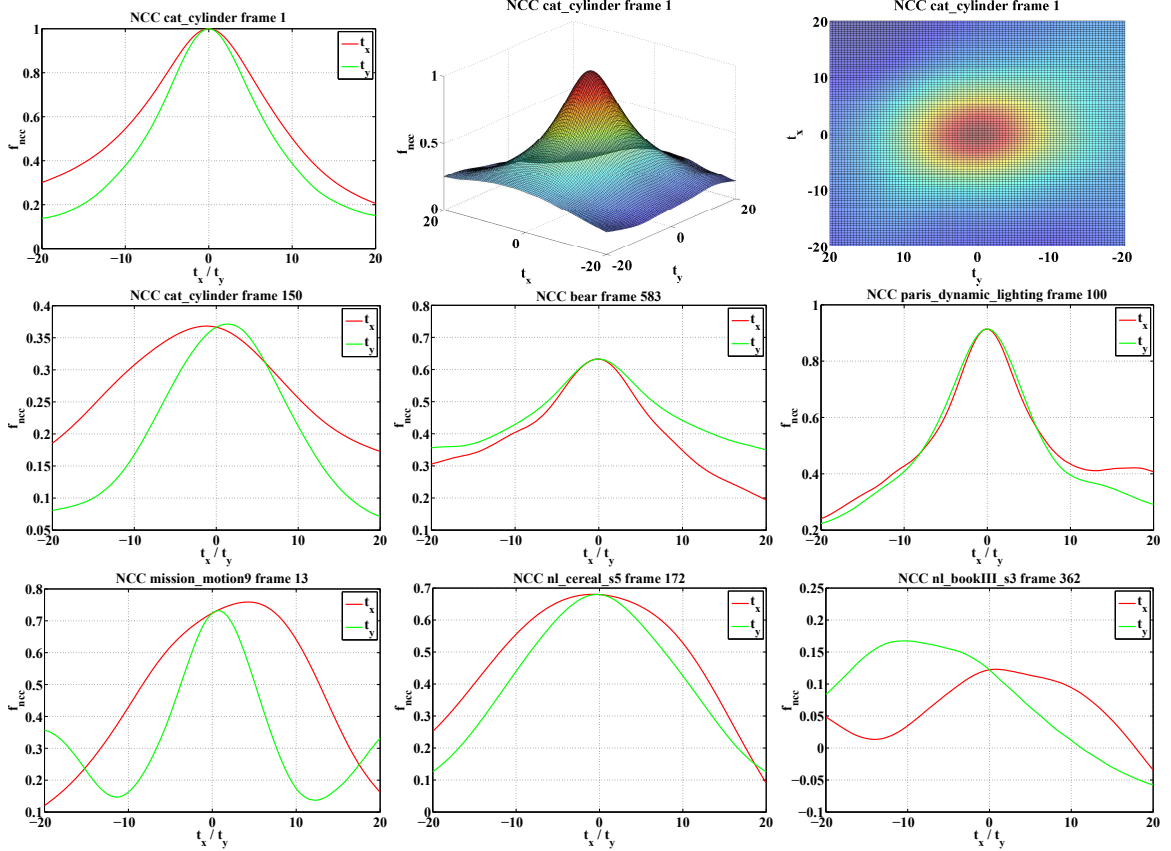 NCC cat_cylinder frame 1
f_ncc
1
0.8
0.6
0.4
0.2
0
−20 −10 0 10 20
t_x / t_y
t_x
t_y
NCC cat_cylinder frame 1
f_ncc
1
0.5
0
20 0 -20
t_x
-20 0 20
t_y
NCC cat_cylinder frame 1
t_x
20
10
0
-10
-20
20 10 0 -10 -20
t_y
NCC cat_cylinder frame 150
f_ncc
0.4
0.35
0.3
0.25
0.2
0.15
0.1
0.05
−20 −10 0 10 20
t_x / t_y
t_x
t_y
NCC bear frame 583
f_ncc
0.8
0.7
0.6
0.5
0.4
0.3
0.2
0.1
−20 −10 0 10 20
t_x / t_y
t_x
t_y
NCC paris_dynamic_lighting frame 100
f_ncc
1
0.8
0.6
0.4
0.2
−20 −10 0 10 20
t_x / t_y
t_x
t_y
NCC mission_motion9 frame 13
f_ncc
0.8
0.7
0.6
0.5
0.4
0.3
0.2
0.1
−20 −10 0 10 20
t_x / t_y
t_x
t_y
NCC nl_cereal_s5 frame 172
f_ncc
0.7
0.6
0.5
0.4
0.3
0.2
0.1
0
−20 −10 0 10 20
t_x / t_y
t_x
t_y
NCC nl_bookIII_s3 frame 362
f_ncc
0.25
0.2
0.15
0.1
0.05
0
−0.05
−0.1
−20 −10 0 10 20
t_x / t_y
t_x
t_y